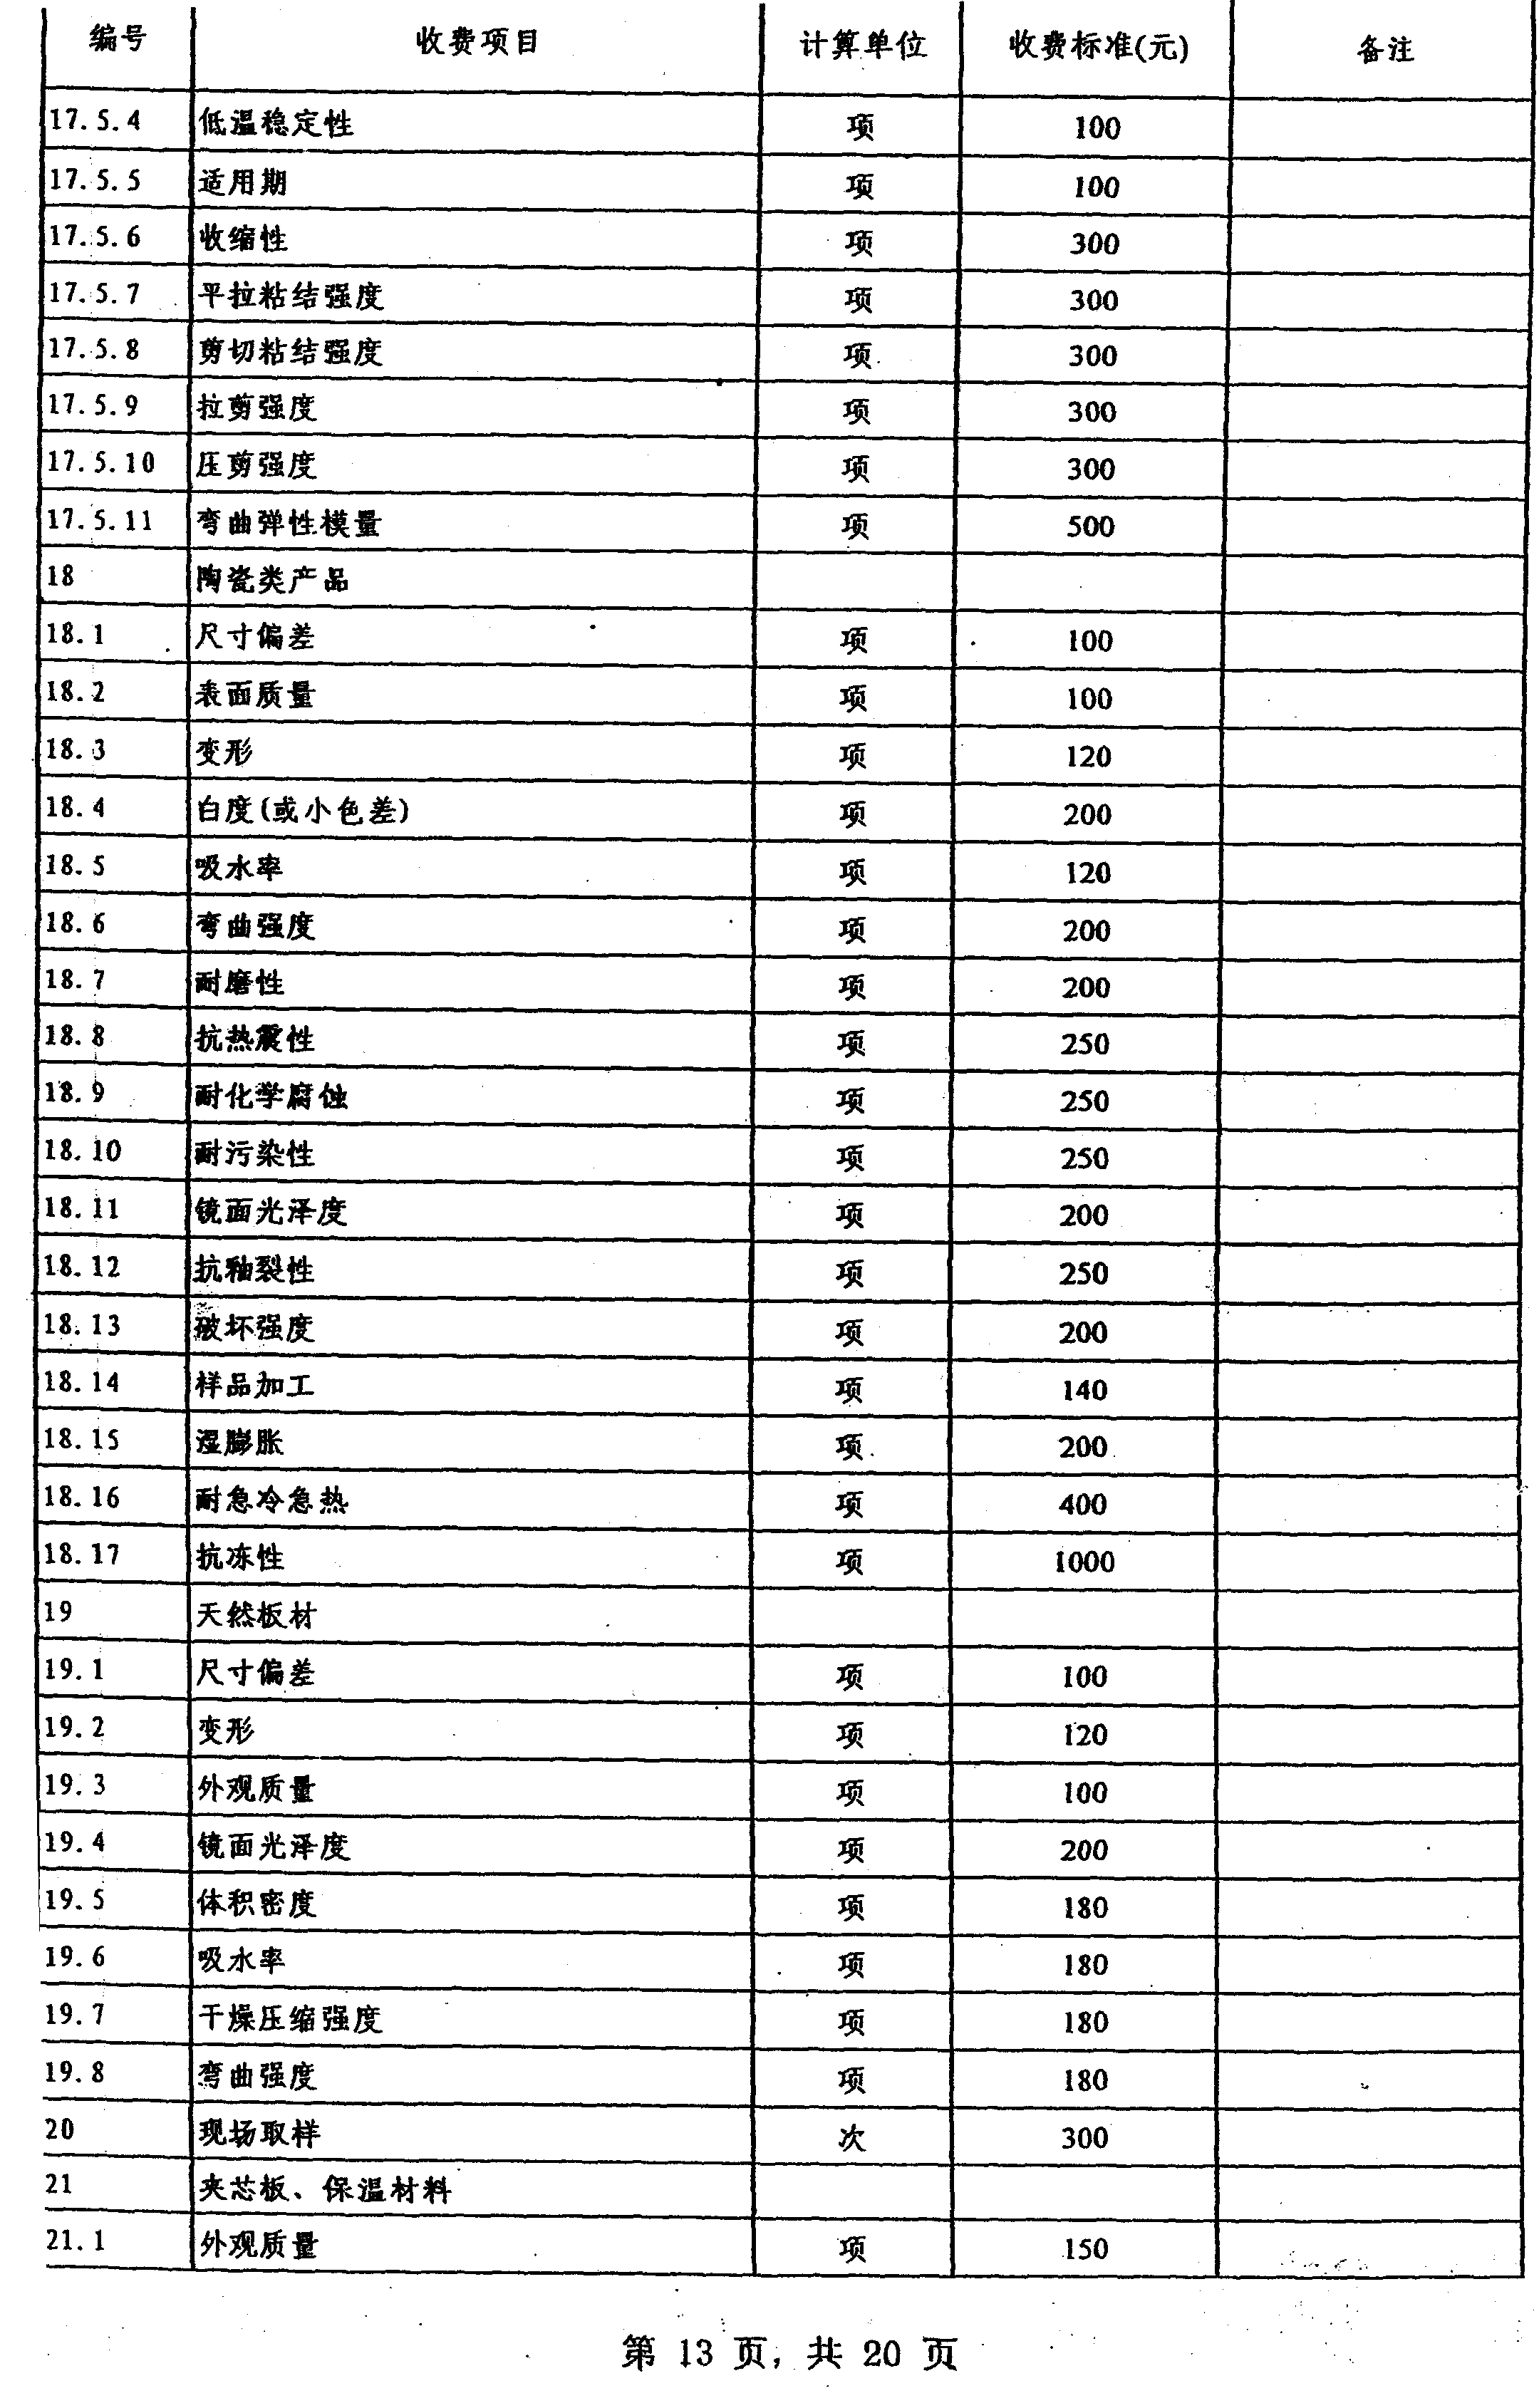 编号 收费项目 计算单位 收费标准(元) 备注
17.5.4 低温稳定性 项 100
17.5.5 适用期 项 100
17.5.6 收缩性 项 300
17.5.7 平拉粘结强度 项 300
17.5.8 剪切粘结强度 项 300
17.5.9 拉剪强度 项 300
17.5.10 压剪强度 项 300
17.5.11 弯曲弹性模量 项 500
18 陶瓷类产品
18.1 尺寸偏差 项 100
18.2 表面质量 项 100
18.3 变形 项 120
18.4 白度(或小色差) 项 200
18.5 吸水率 项 120
18.6 弯曲强度 项 200
18.7 耐磨性 项 200
18.8 抗热震性 项 250
18.9 耐化学腐蚀 项 250
18.10 耐污染性 项 250
18.11 镜面光泽度 项 200
18.12 抗釉裂性 项 250
18.13 破坏强度 项 200
18.14 样品加工 项 140
18.15 湿膨胀 项 200
18.16 耐急冷急热 项 400
18.17 抗冻性 项 1000
19 天然板材
19.1 尺寸偏差 项 100
19.2 变形 项 120
19.3 外观质量 项 100
19.4 镜面光泽度 项 200
19.5 体积密度 项 180
19.6 吸水率 项 180
19.7 干燥压缩强度 项 180
19.8 弯曲强度 项 180
20 现场取样 次 300
21 夹芯板、保温材料
21.1 外观质量 项 150
第 13 页, 共 20 页